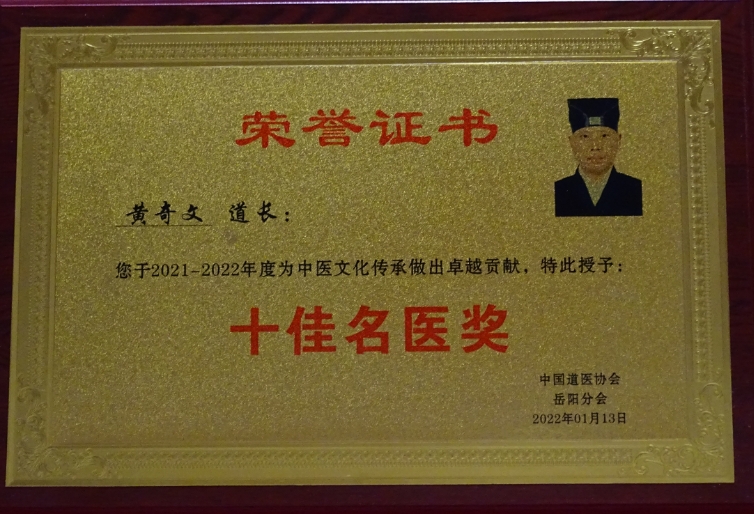 荣誉证书
黄奇文 道长：
您于2021-2022年度为中医文化传承做出卓越贡献，特此授予：
十佳名医奖
中国道医协会
岳阳分会
2022年01月13日